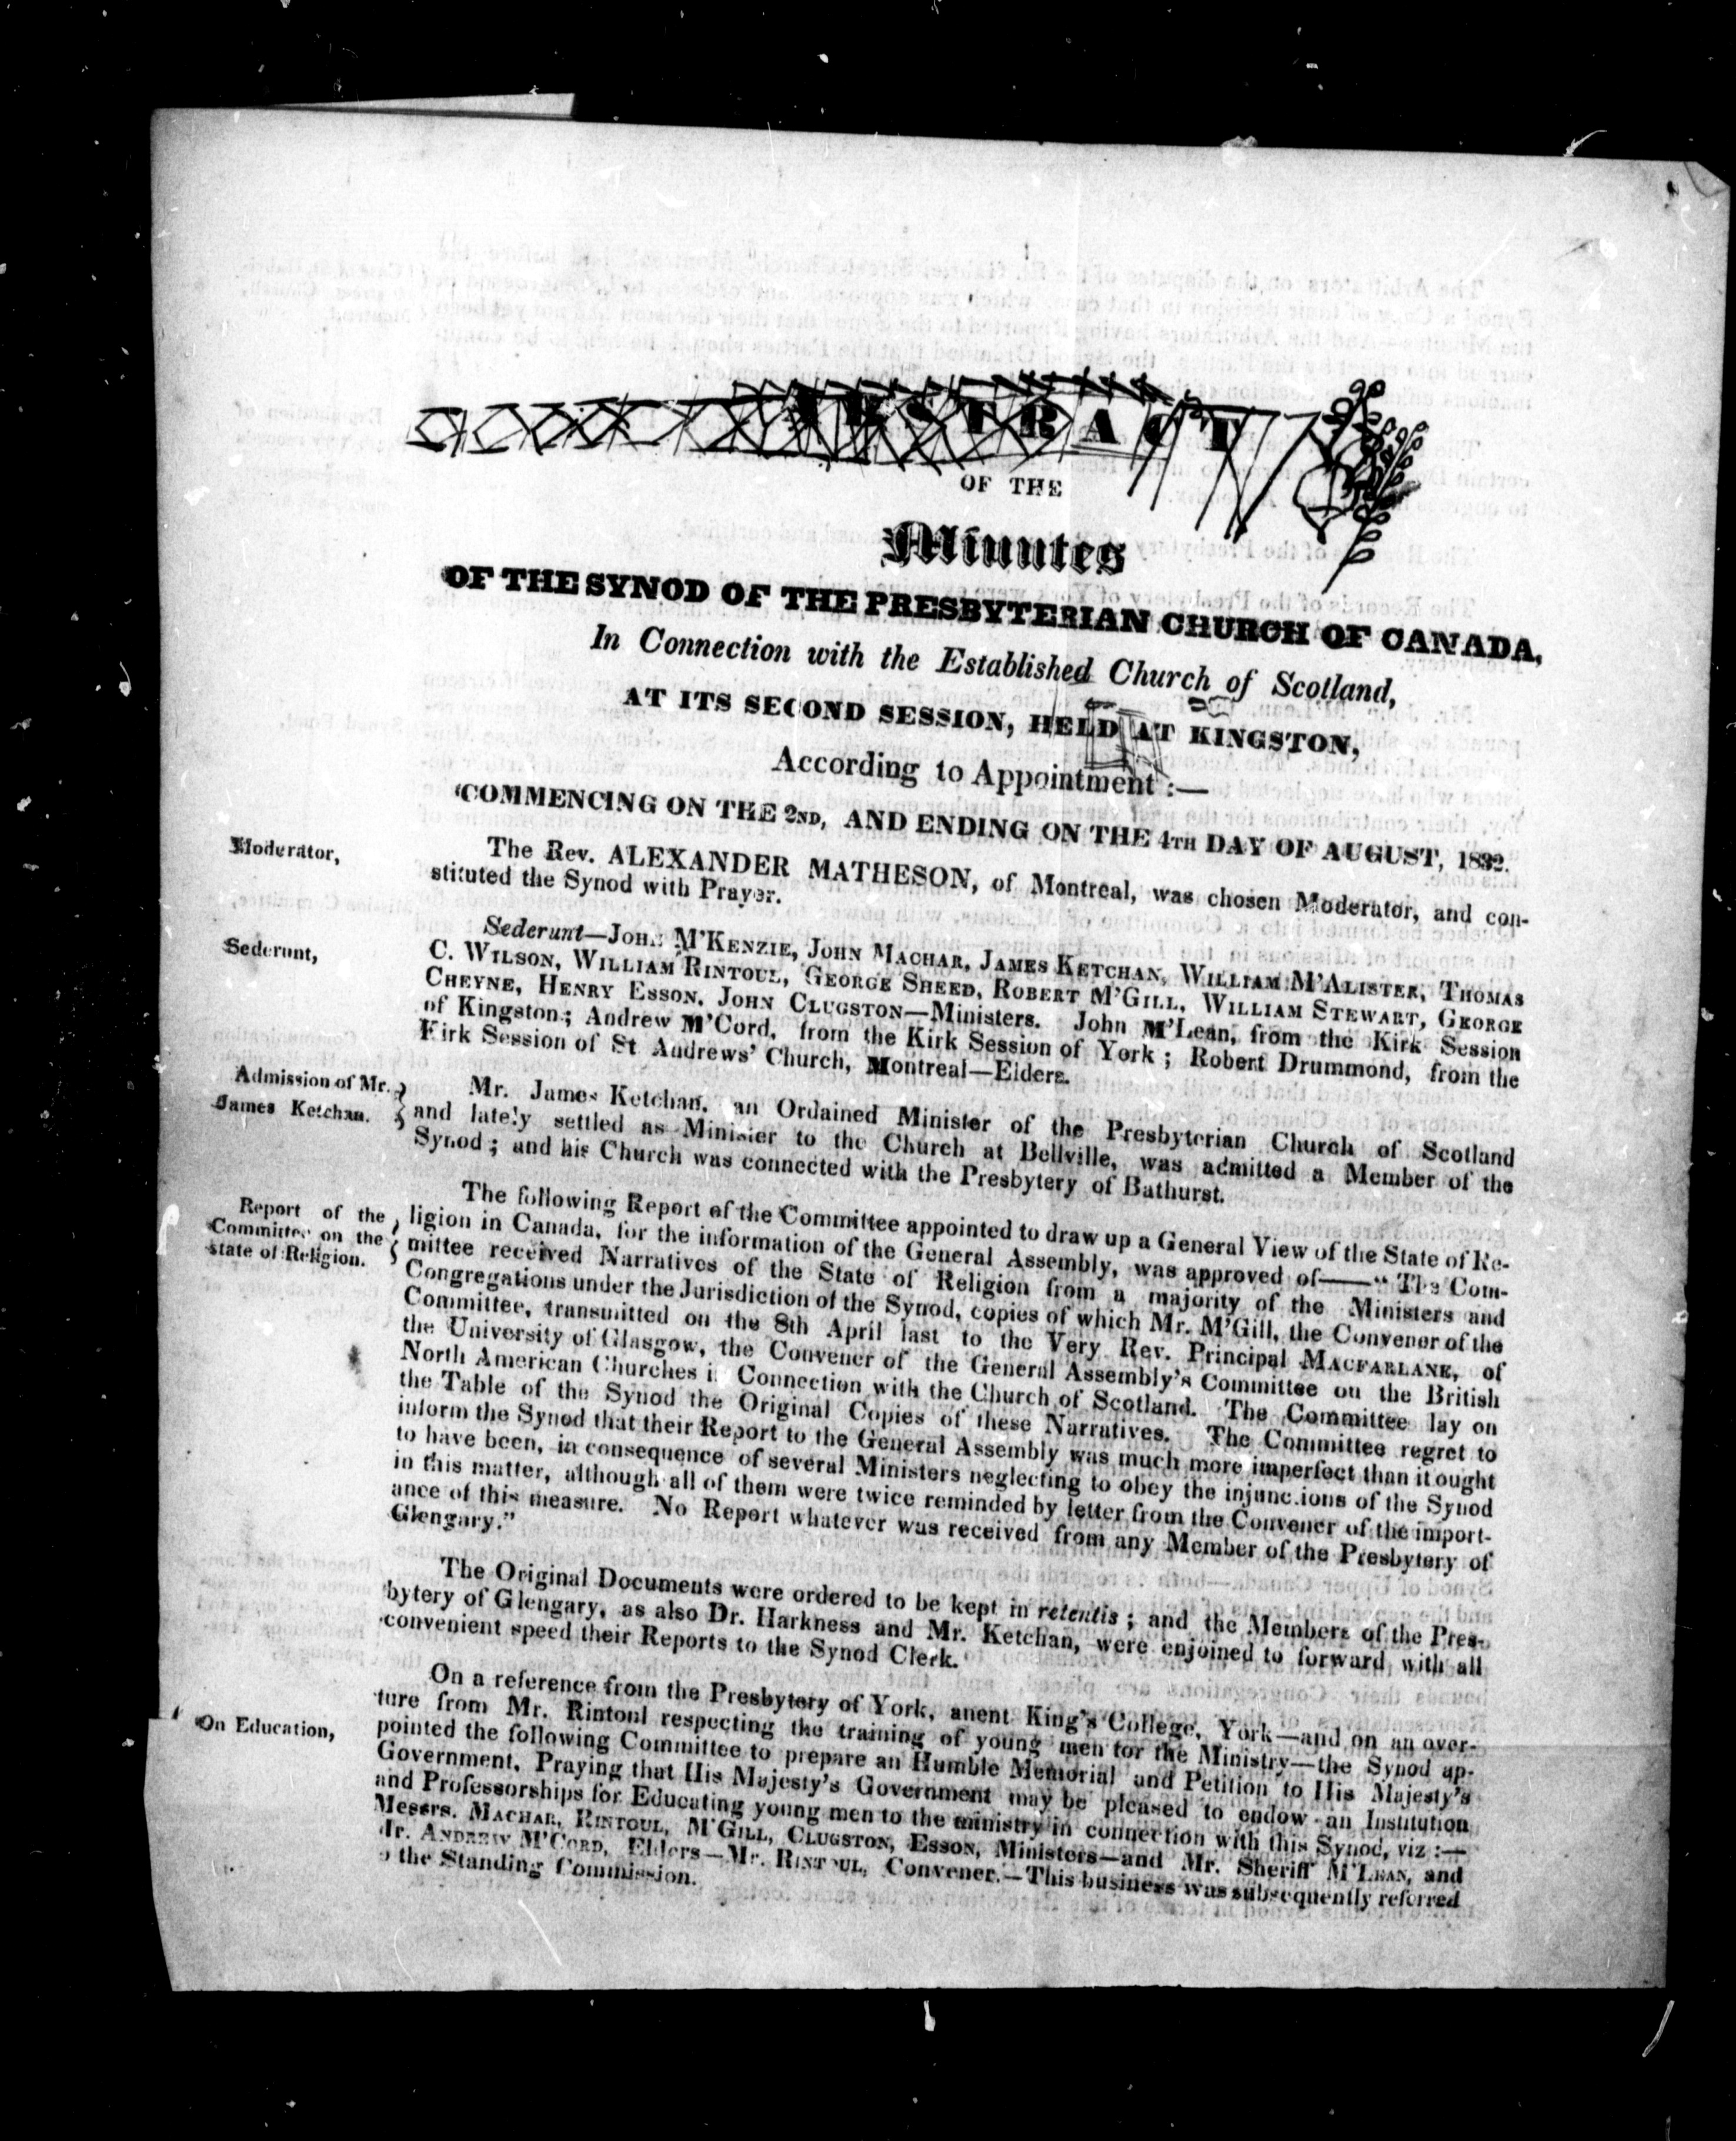 ABSTRACT
OF THE
Minutes
OF THE SYNOD OF THE PRESBYTERIAN CHURCH OF CANADA,
In Connection with the Established Church of Scotland,
AT ITS SECOND SESSION, HELD AT KINGSTON,
According to Appointment:—
COMMENCING ON THE 2ND, AND ENDING ON THE 4TH DAY OF AUGUST, 1832.
Moderator,
The Rev. ALEXANDER MATHESON, of Montreal, was chosen Moderator, and con-
stituted the Synod with Prayer.
Sederunt,
Sederunt—JOHN M'KENZIE, JOHN MACHAR, JAMES KETCHAN, WILLIAM M'ALISTER, THOMAS
C. WILSON, WILLIAM RINTOUL, GEORGE SHEED, ROBERT M'GILL, WILLIAM STEWART, GEORGE
CHEYNE, HENRY ESSON, JOHN CLUGSTON—Ministers. John M'Lean, from the Kirk Session
of Kingston; Andrew M'Cord, from the Kirk Session of York; Robert Drummond, from the
Kirk Session of St Andrews' Church, Montreal—Elders.
Admission of Mr.
James Ketchan.
Mr. James Ketchan, an Ordained Minister of the Presbyterian Church of Scotland
and lately settled as Minister to the Church at Bellville, was admitted a Member of the
Synod; and his Church was connected with the Presbytery of Bathurst.
Report of the
Committee on the
state of Religion.
The following Report of the Committee appointed to draw up a General View of the State of Re-
ligion in Canada, for the information of the General Assembly, was approved of——"The Com-
mittee received Narratives of the State of Religion from a majority of the Ministers and
Congregations under the Jurisdiction of the Synod, copies of which Mr. M'Gill, the Convener of the
Committee, transmitted on the 8th April last to the Very Rev. Principal MACFARLANE, of
the University of Glasgow, the Convener of the General Assembly's Committee on the British
North American Churches in Connection with the Church of Scotland. The Committee lay on
the Table of the Synod the Original Copies of these Narratives. The Committee regret to
inform the Synod that their Report to the General Assembly was much more imperfect than it ought
to have been, in consequence of several Ministers neglecting to obey the injunctions of the Synod
in this matter, although all of them were twice reminded by letter from the Convener of the import-
ance of this measure. No Report whatever was received from any Member of the Presbytery of
Glengary."
The Original Documents were ordered to be kept in retentis; and the Members of the Pres-
bytery of Glengary, as also Dr. Harkness and Mr. Ketchan, were enjoined to forward with all
convenient speed their Reports to the Synod Clerk.
On Education,
On a reference from the Presbytery of York, anent King's College, York—and on an over-
ture from Mr. Rintoul respecting the training of young men for the Ministry—the Synod ap-
pointed the following Committee to prepare an Humble Memorial and Petition to His Majesty's
Government, Praying that His Majesty's Government may be pleased to endow an Institution
and Professorships for Educating young men to the ministry in connection with this Synod, viz:—
Messrs. MACHAR, RINTOUL, M'GILL, CLUGSTON, ESSON, Ministers—and Mr. Sheriff M'LEAN, and
Mr. ANDREW M'CORD, Elders—Mr. RINTOUL, Convener.—This business was subsequently referred
o the Standing Commission.